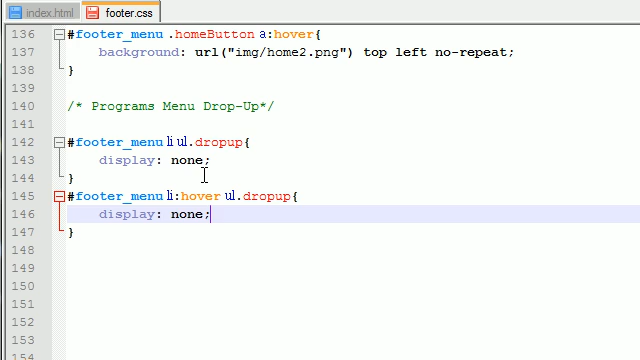 index.html footer.css
136 #footer_menu .homeButton a:hover{
137 background: url("img/home2.png") top left no-repeat;
138 }
139
140 /* Programs Menu Drop-Up*/
141
142 #footer_menu li ul.dropup{
143 display: none;
144 }
145 #footer_menu li:hover ul.dropup{
146 display: none;
147 }
148
149
150
151
152
153
154